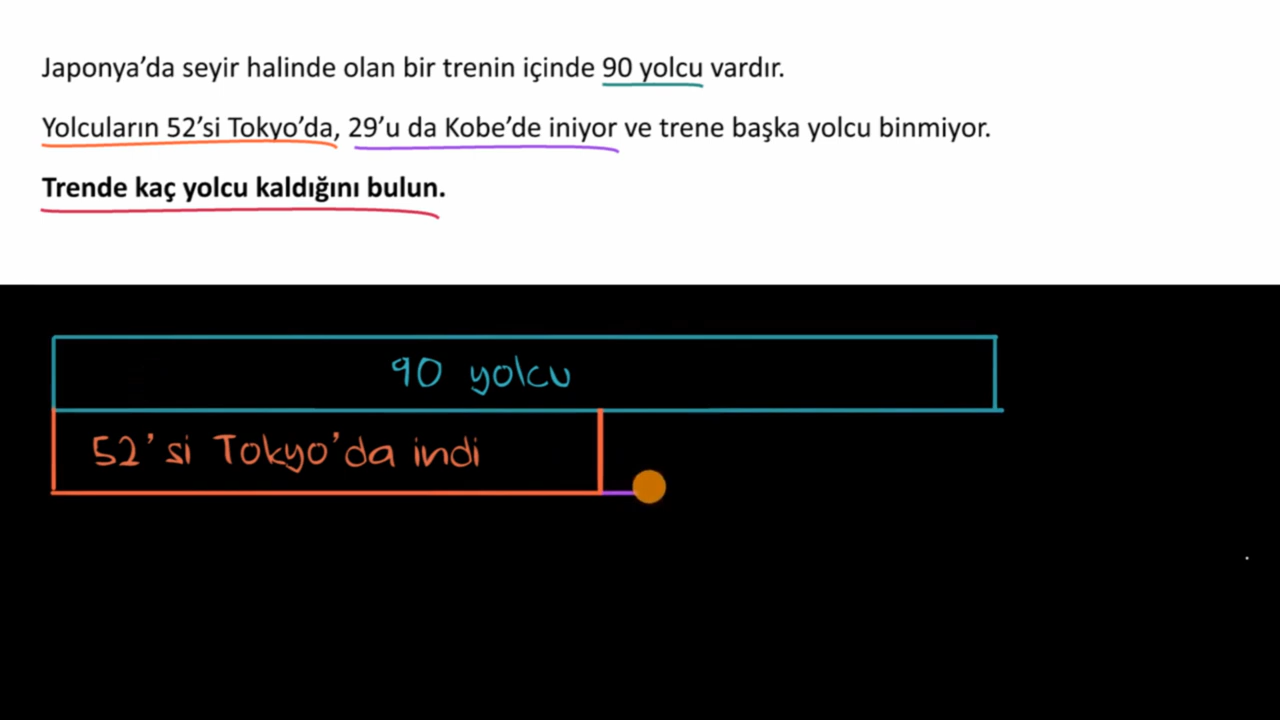 Japonya’da seyir halinde olan bir trenin içinde 90 yolcu vardır.
Yolcuların 52’si Tokyo’da, 29’u da Kobe’de iniyor ve trene başka yolcu binmiyor.
Trende kaç yolcu kaldığını bulun.
90 yolcu
52’si Tokyo’da indi